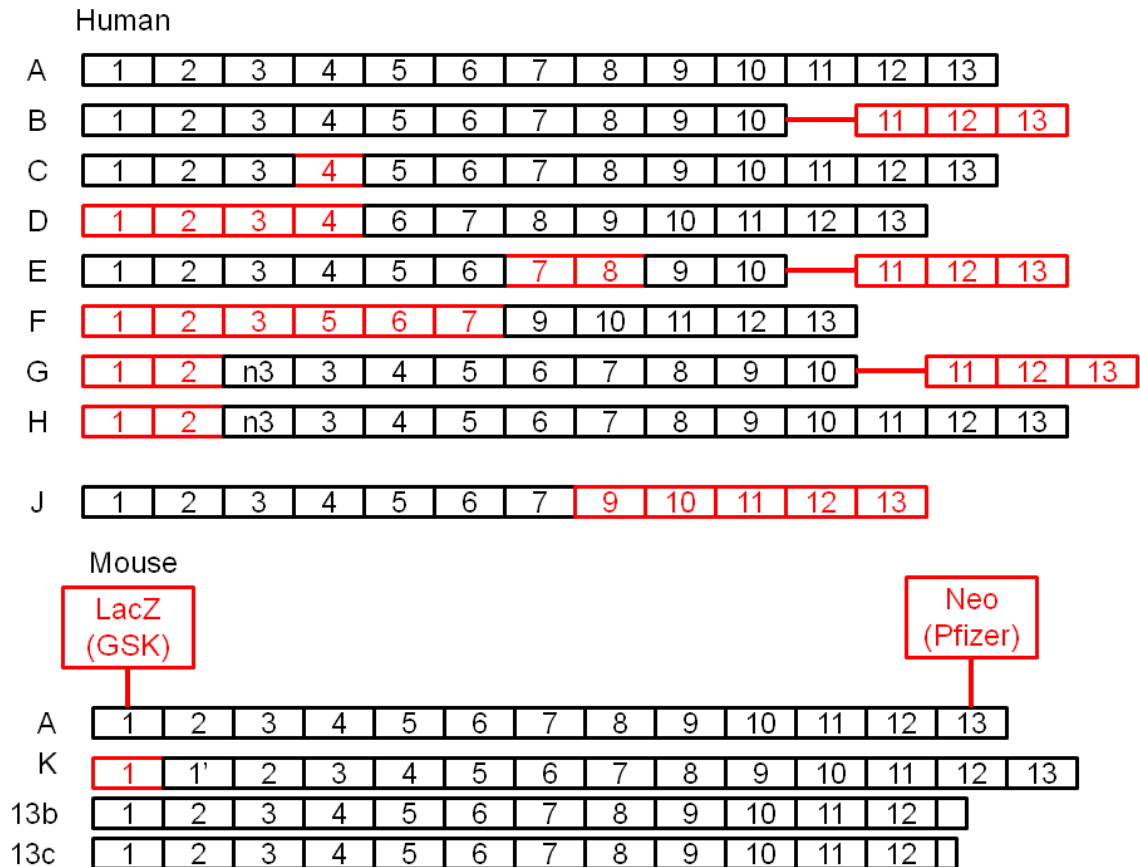 Human
A 1 2 3 4 5 6 7 8 9 10 11 12 13
B 1 2 3 4 5 6 7 8 9 10 11 12 13
C 1 2 3 4 5 6 7 8 9 10 11 12 13
D 1 2 3 4 6 7 8 9 10 11 12 13
E 1 2 3 4 5 6 7 8 9 10 11 12 13
F 1 2 3 5 6 7 9 10 11 12 13
G 1 2 n3 3 4 5 6 7 8 9 10 11 12 13
H 1 2 n3 3 4 5 6 7 8 9 10 11 12 13
J 1 2 3 4 5 6 7 9 10 11 12 13
Mouse
LacZ
(GSK)
Neo
(Pfizer)
A 1 2 3 4 5 6 7 8 9 10 11 12 13
K 1 1’ 2 3 4 5 6 7 8 9 10 11 12 13
13b 1 2 3 4 5 6 7 8 9 10 11 12
13c 1 2 3 4 5 6 7 8 9 10 11 12